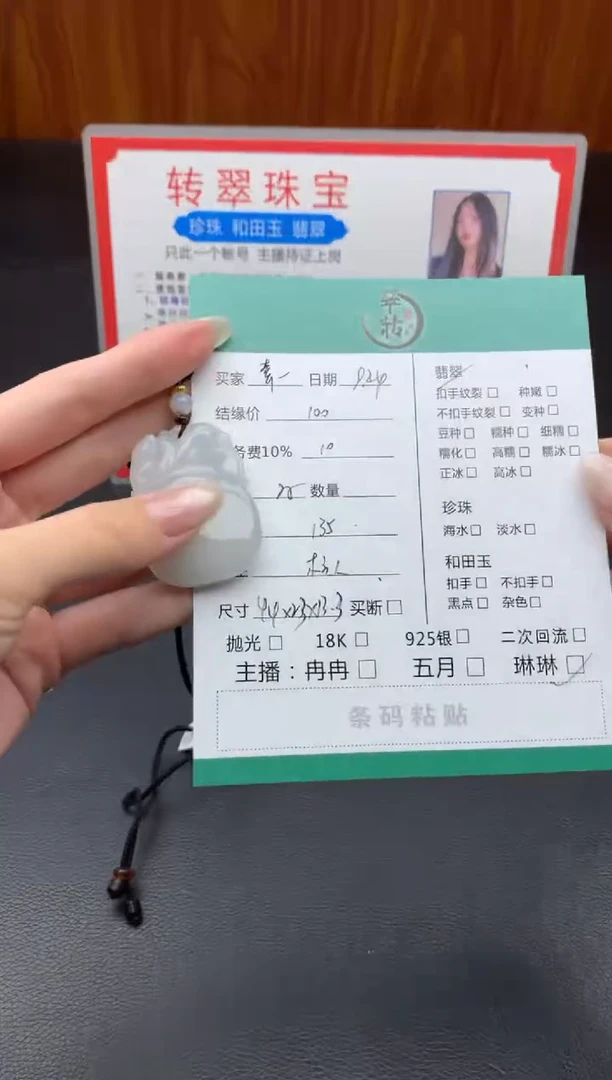 转翠珠宝
珍珠 和田玉 翡翠
只此一个帐号 主播持证上岗
买家 日期
结缘价 100
务费10% 10
数量
135
尺寸 买断□
翡翠
扣手纹裂□ 种嫩□
不扣手纹裂□ 变种□
豆种□ 糯种□ 细糯□
糯化□ 高糯□ 糯冰□
正冰□ 高冰□
珍珠
海水□ 淡水□
和田玉
扣手□ 不扣手□
黑点□ 杂色□
抛光□ 18K□ 925银□ 二次回流□
主播：冉冉□ 五月□ 琳琳□
条码粘贴